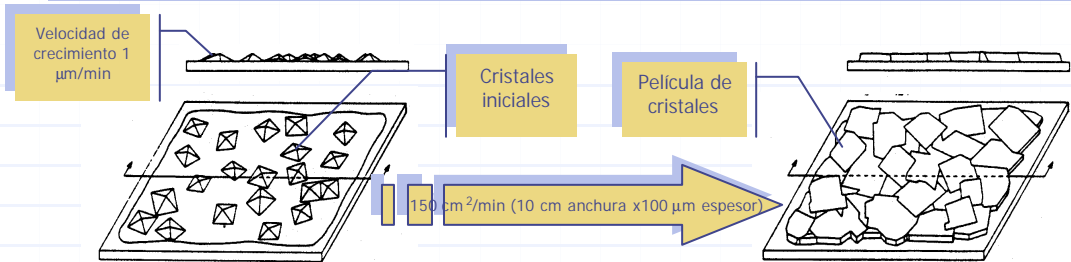 Velocidad de
crecimiento 1
μm/min
Cristales
iniciales
Película de
cristales
150 cm²/min (10 cm anchura x100 μm espesor)